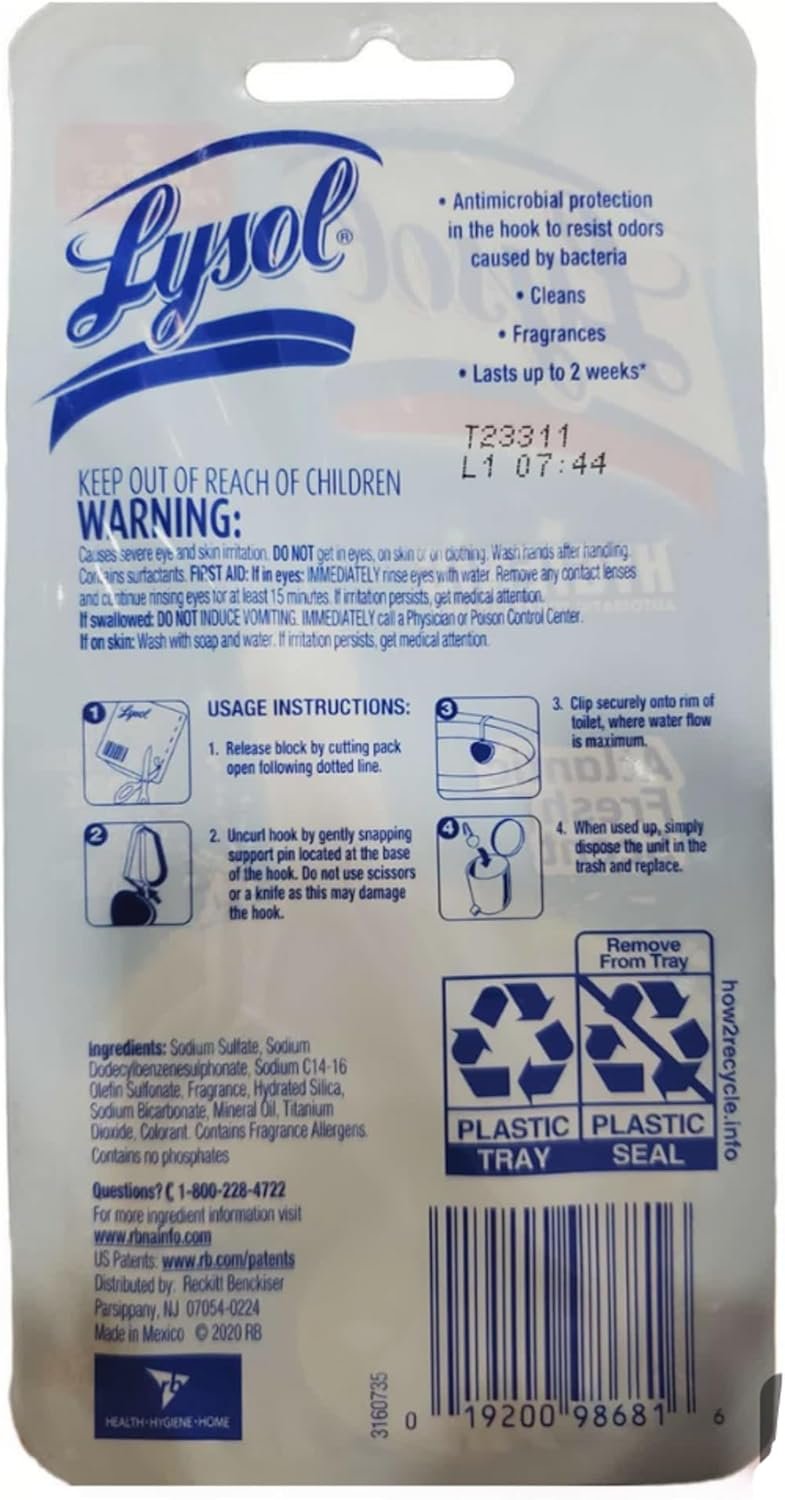 Lysol®
• Antimicrobial protection
in the hook to resist odors
caused by bacteria
• Cleans
• Fragrances
• Lasts up to 2 weeks*
T23311
L1 07:44
KEEP OUT OF REACH OF CHILDREN
WARNING:
Causes severe eye and skin irritation. DO NOT get in eyes, on skin or on clothing. Wash hands after handling.
Contains surfactants. FIRST AID: If in eyes: IMMEDIATELY rinse eyes with water. Remove any contact lenses
and continue rinsing eyes for at least 15 minutes. If irritation persists, get medical attention.
If swallowed: DO NOT INDUCE VOMITING. IMMEDIATELY call a Physician or Poison Control Center.
If on skin: Wash with soap and water. If irritation persists, get medical attention.
1
Lysol
USAGE INSTRUCTIONS:
1. Release block by cutting pack
open following dotted line.
2
2. Uncurl hook by gently snapping
support pin located at the base
of the hook. Do not use scissors
or a knife as this may damage
the hook.
3
3. Clip securely onto rim of
toilet, where water flow
is maximum.
4
4. When used up, simply
dispose the unit in the
trash and replace.
Remove
From Tray
PLASTIC
TRAY
PLASTIC
SEAL
how2recycle.info
Ingredients: Sodium Sulfate, Sodium
Dodecylbenzenesulphonate, Sodium C14-16
Olefin Sulfonate, Fragrance, Hydrated Silica,
Sodium Bicarbonate, Mineral Oil, Titanium
Dioxide, Colorant. Contains Fragrance Allergens.
Contains no phosphates
Questions? 1-800-228-4722
For more ingredient information visit
www.rbnainfo.com
US Patents: www.rb.com/patents
Distributed by: Reckitt Benckiser
Parsippany, NJ 07054-0224
Made in Mexico © 2020 RB
rb
HEALTH•HYGIENE•HOME
3160735
0 19200 98681 6